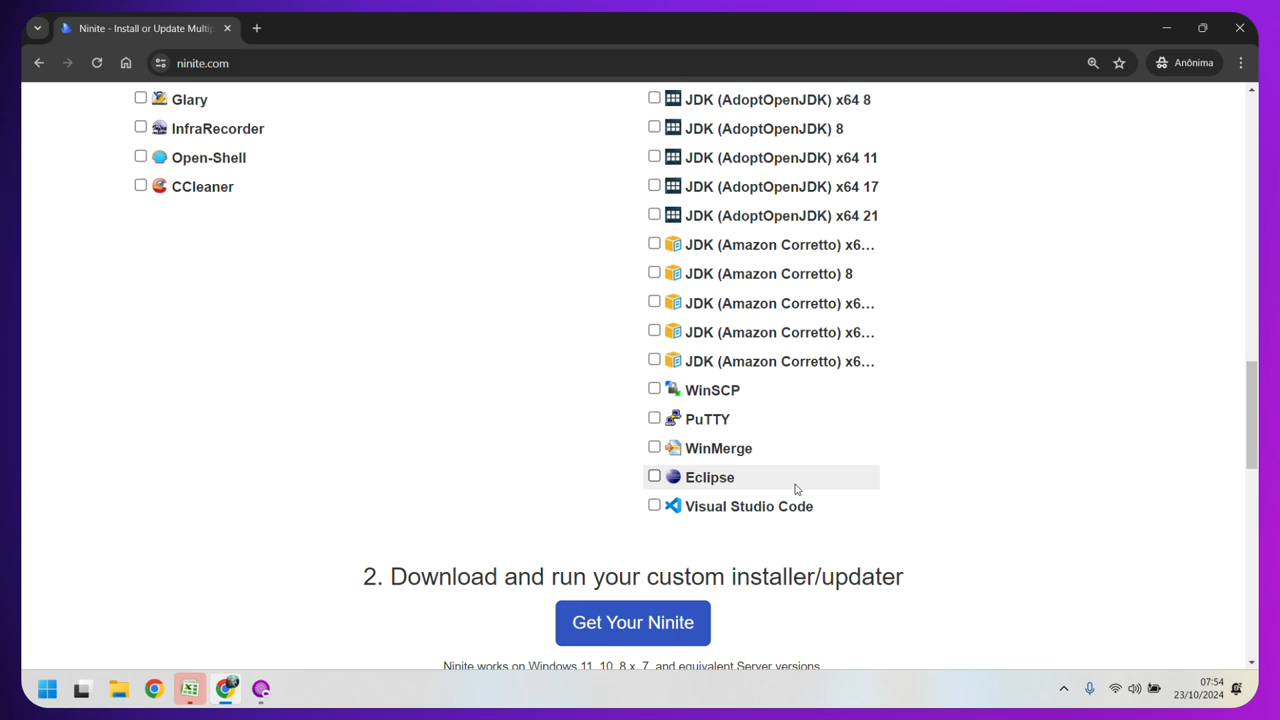 Ninite - Install or Update Multip
ninite.com
Anônima
Glary
InfraRecorder
Open-Shell
CCleaner
JDK (AdoptOpenJDK) x64 8
JDK (AdoptOpenJDK) 8
JDK (AdoptOpenJDK) x64 11
JDK (AdoptOpenJDK) x64 17
JDK (AdoptOpenJDK) x64 21
JDK (Amazon Corretto) x6...
JDK (Amazon Corretto) 8
JDK (Amazon Corretto) x6...
JDK (Amazon Corretto) x6...
JDK (Amazon Corretto) x6...
WinSCP
PuTTY
WinMerge
Eclipse
Visual Studio Code
2. Download and run your custom installer/updater
Get Your Ninite
Ninite works on Windows 11, 10, 8.x, 7, and equivalent Server versions.
07:54
23/10/2024